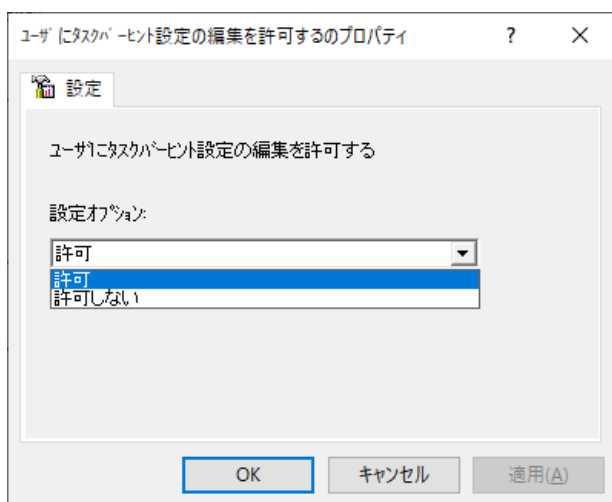 ﾕｰｻﾞにﾀｽｸﾊﾞｰﾋﾝﾄ設定の編集を許可するのプロパティ
?
設定
ﾕｰｻﾞにﾀｽｸﾊﾞｰﾋﾝﾄ設定の編集を許可する
設定ｵﾌﾟｼｮﾝ:
許可
許可
許可しない
OK
キャンセル
適用(A)